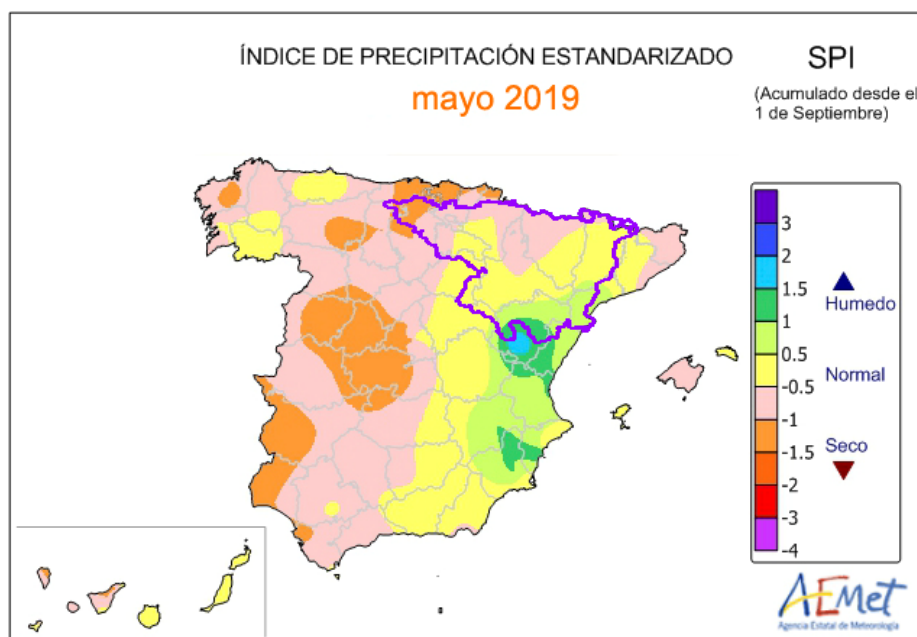 ÍNDICE DE PRECIPITACIÓN ESTANDARIZADO
mayo 2019
SPI
(Acumulado desde el
1 de Septiembre)
3
2
1.5
1
0.5
-0.5
-1
-1.5
-2
-3
-4
Humedo
Normal
Seco
AEMet
Agencia Estatal de Meteorología